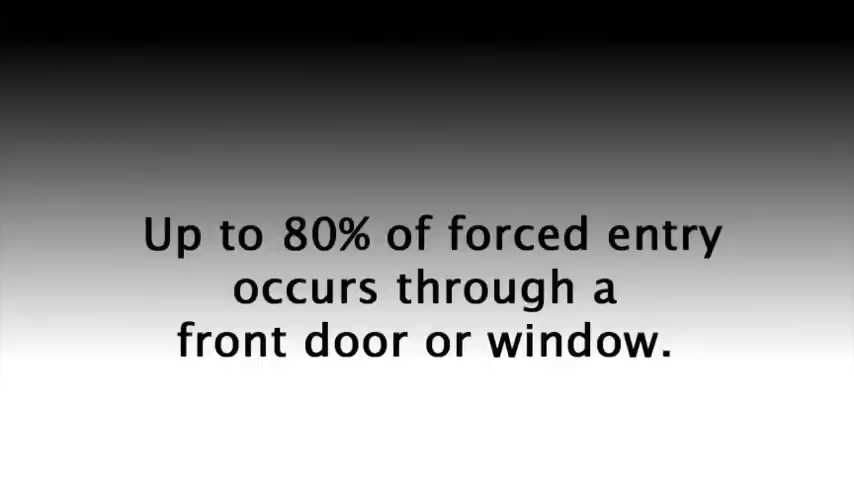 Up to 80% of forced entry
occurs through a
front door or window.